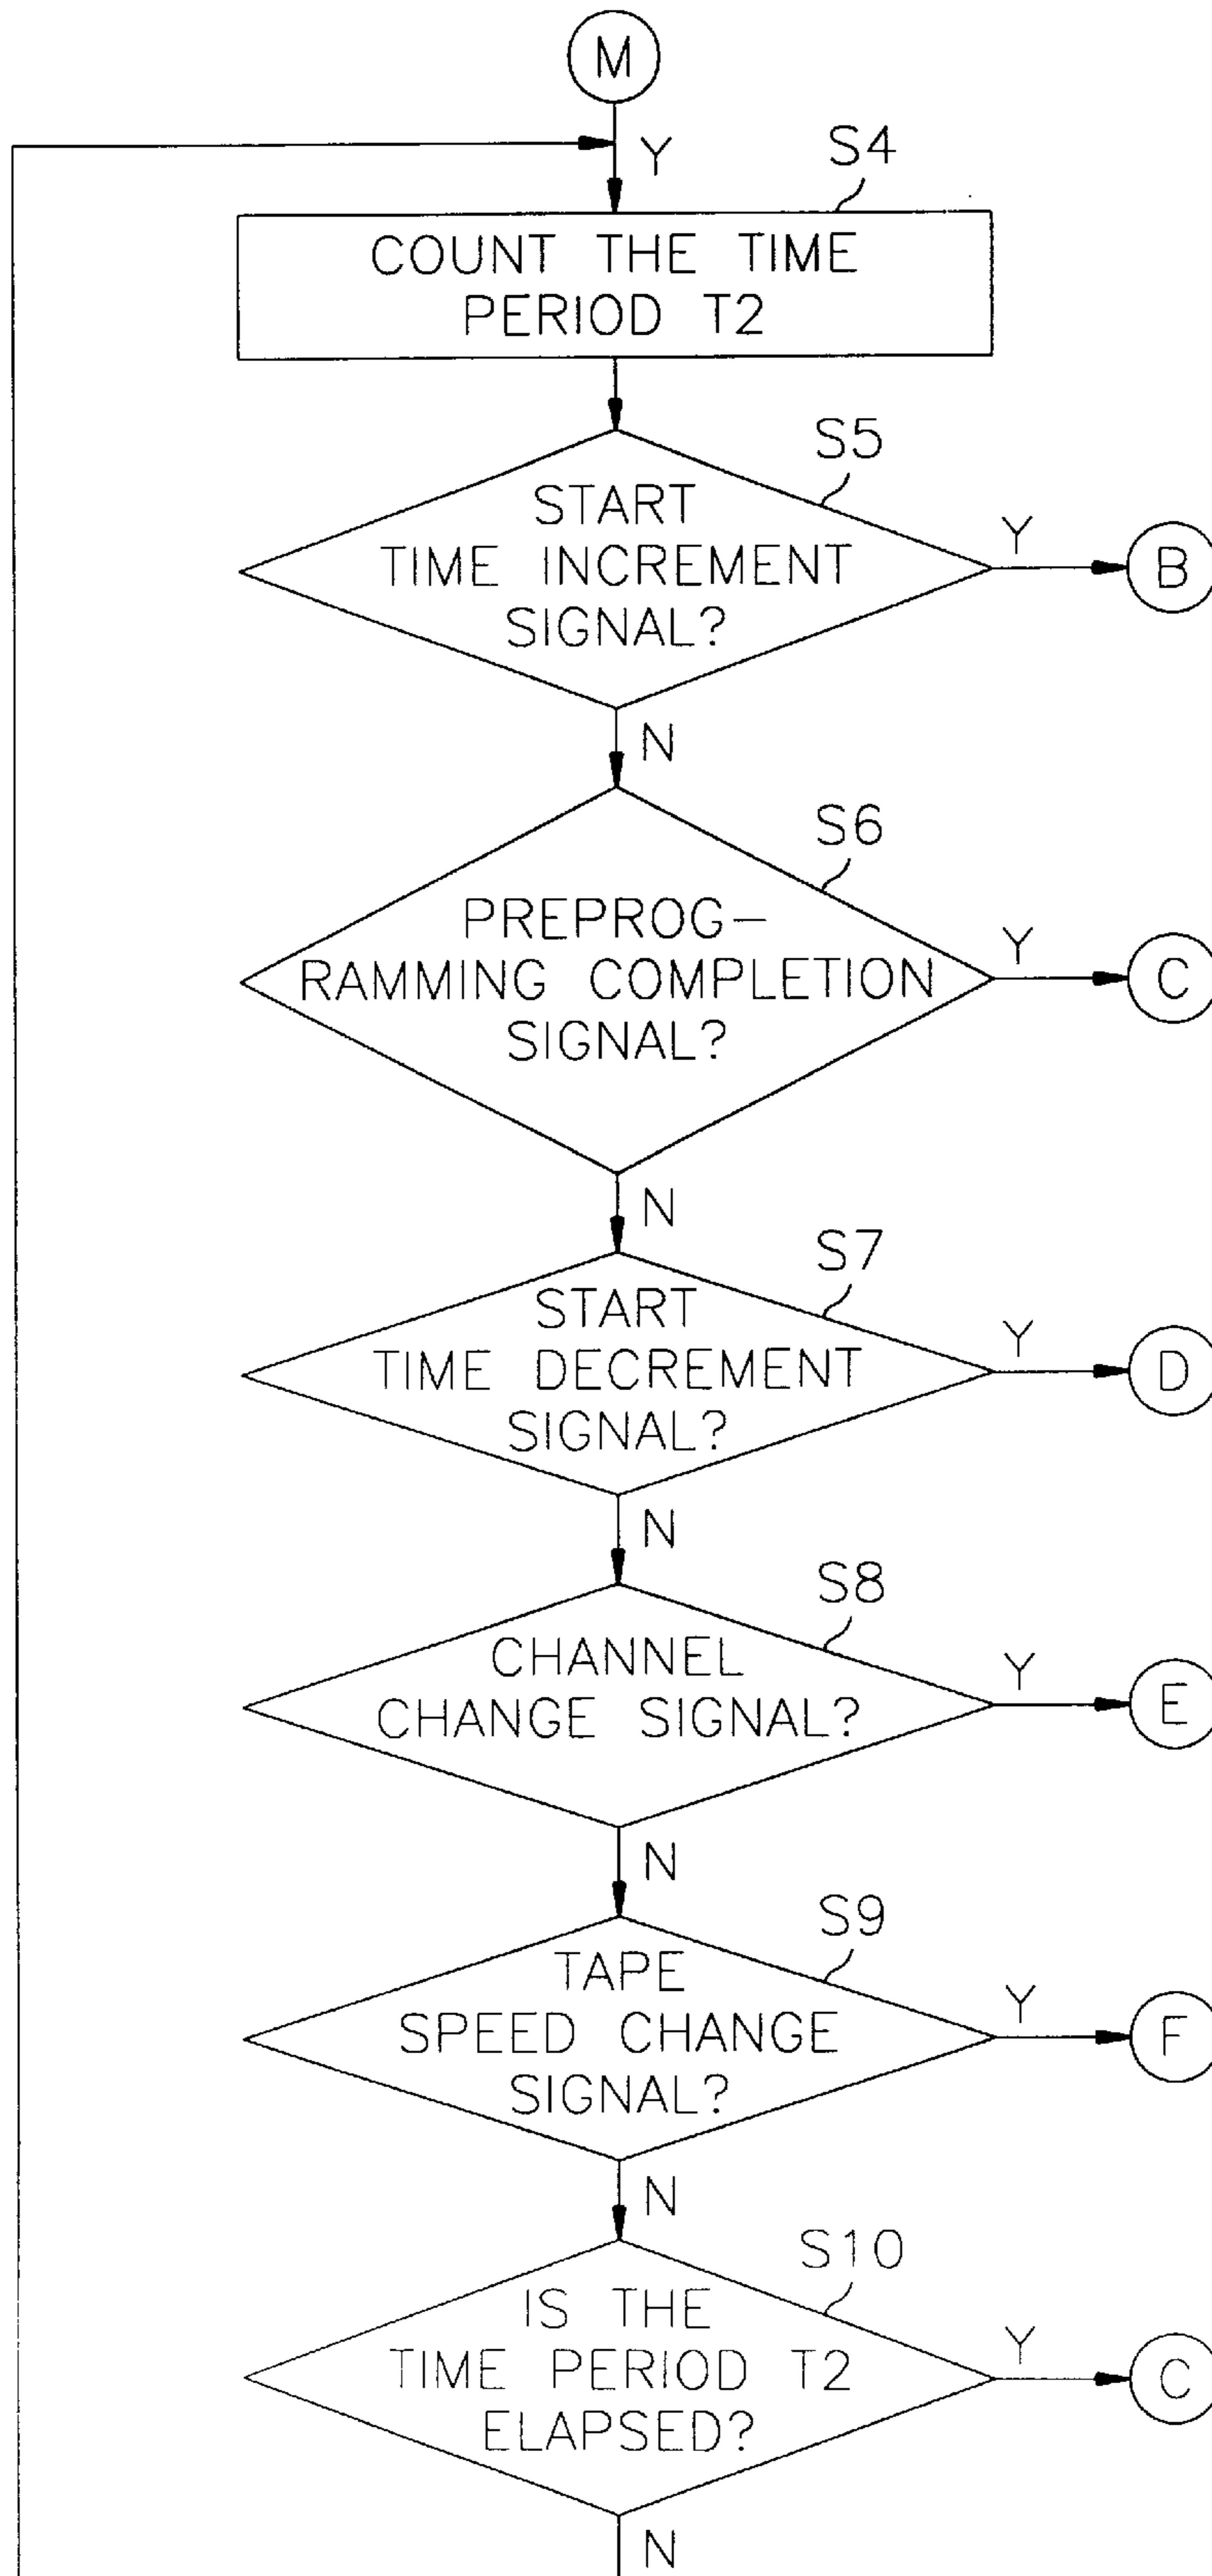 M
Y
S4
COUNT THE TIME
PERIOD T2
S5
START
TIME INCREMENT
SIGNAL?
Y
B
N
S6
PREPROG-
RAMMING COMPLETION
SIGNAL?
Y
C
N
S7
START
TIME DECREMENT
SIGNAL?
Y
D
N
S8
CHANNEL
CHANGE SIGNAL?
Y
E
N
S9
TAPE
SPEED CHANGE
SIGNAL?
Y
F
N
S10
IS THE
TIME PERIOD T2
ELAPSED?
Y
C
N